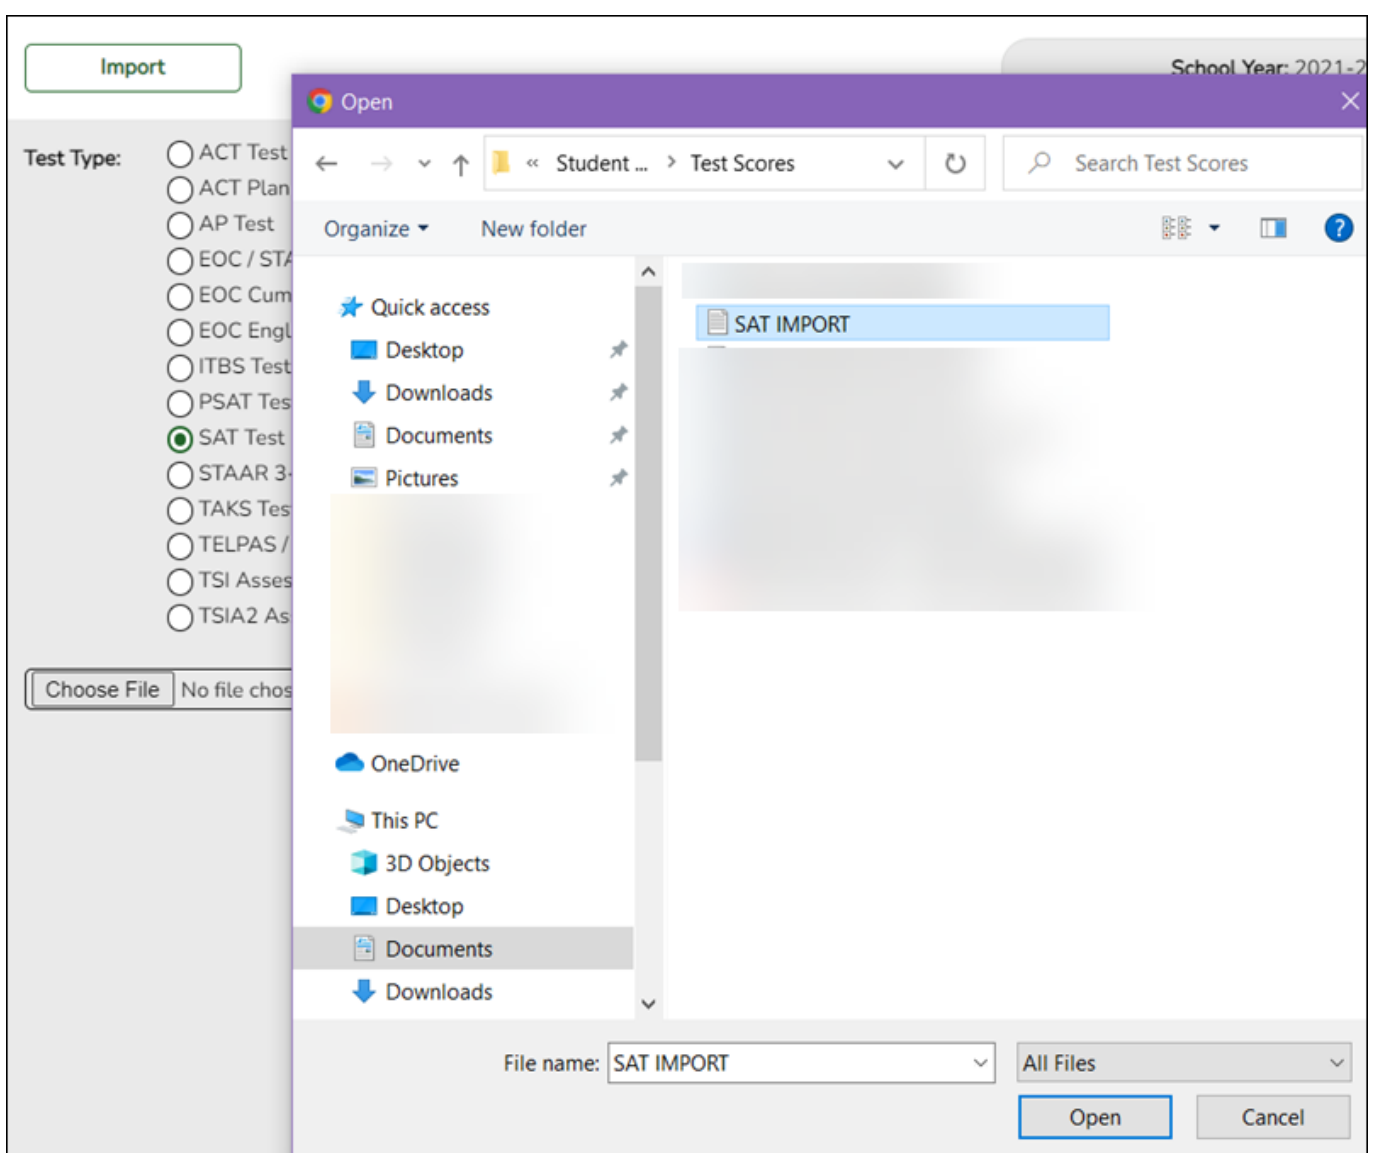 Import
School Year: 2021-2
Open
Test Type:
ACT Test
ACT Plan
AP Test
EOC / STA
EOC Cum
EOC Engl
ITBS Test
PSAT Tes
SAT Test
STAAR 3-
TAKS Tes
TELPAS /
TSI Asses
TSIA2 As
Choose File No file chos
« Student ... > Test Scores
Search Test Scores
Organize New folder
?
Quick access
Desktop
Downloads
Documents
Pictures
OneDrive
This PC
3D Objects
Desktop
Documents
Downloads
SAT IMPORT
File name: SAT IMPORT
All Files
Open Cancel